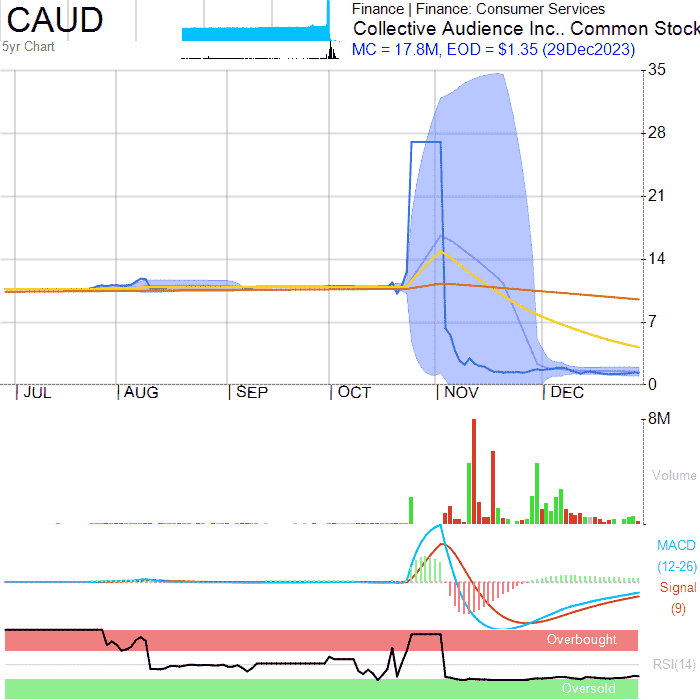 CAUD
5yr Chart
Finance | Finance: Consumer Services
Collective Audience Inc.. Common Stock
MC = 17.8M, EOD = $1.35 (29Dec2023)
35
28
21
14
7
0
JUL AUG SEP OCT NOV DEC
8M
Volume
MACD
(12-26)
Signal
(9)
Overbought
RSI(14)
Oversold